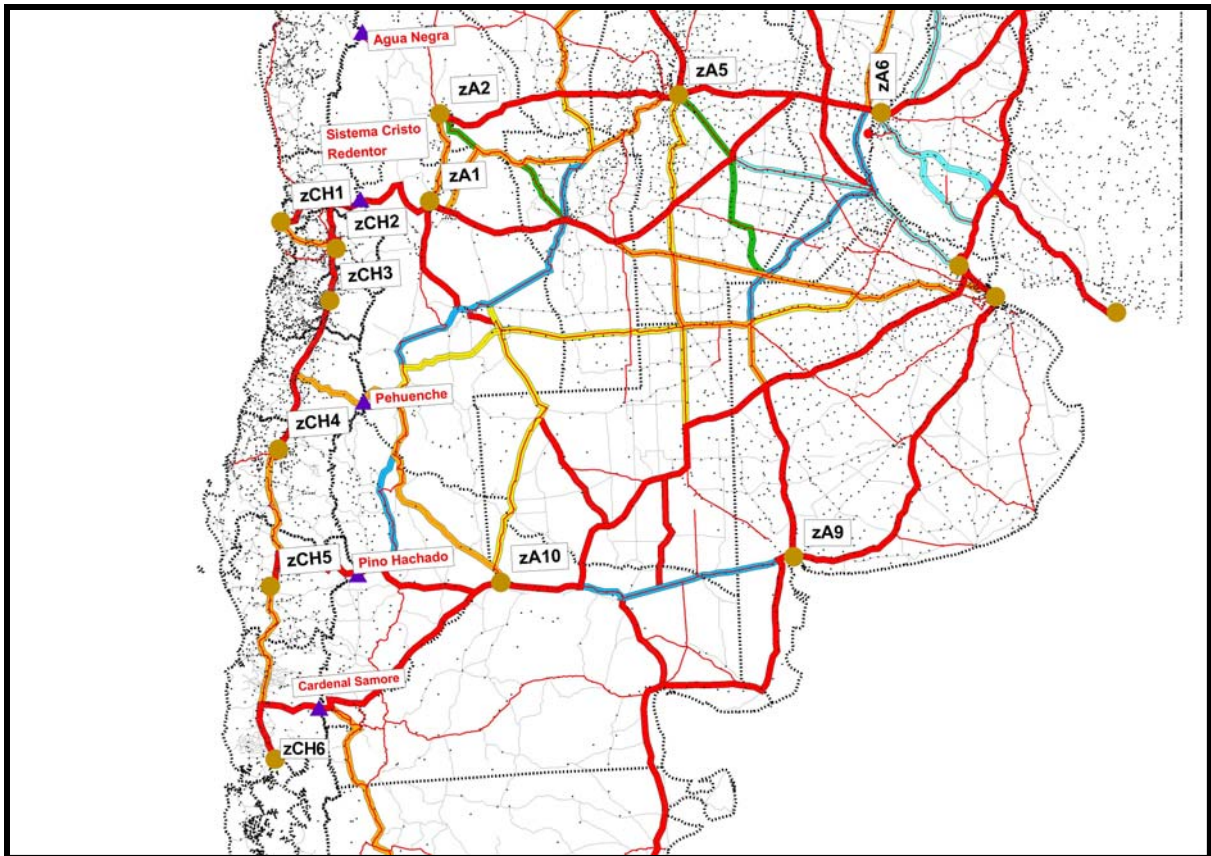 Agua Negra
zA5
zA6
zA2
Sistema Cristo
Redentor
zA1
zCH1
zCH2
zCH3
Pehuenche
zCH4
zA9
zCH5
Pino Hachado
zA10
Cardenal Samore
zCH6